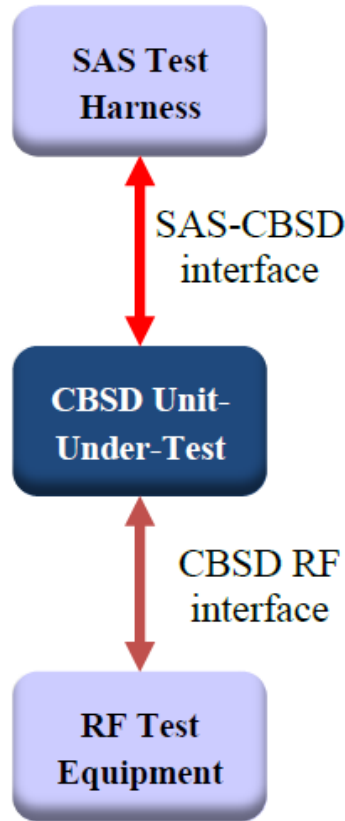 SAS Test
Harness
SAS-CBSD
interface
CBSD Unit-
Under-Test
CBSD RF
interface
RF Test
Equipment